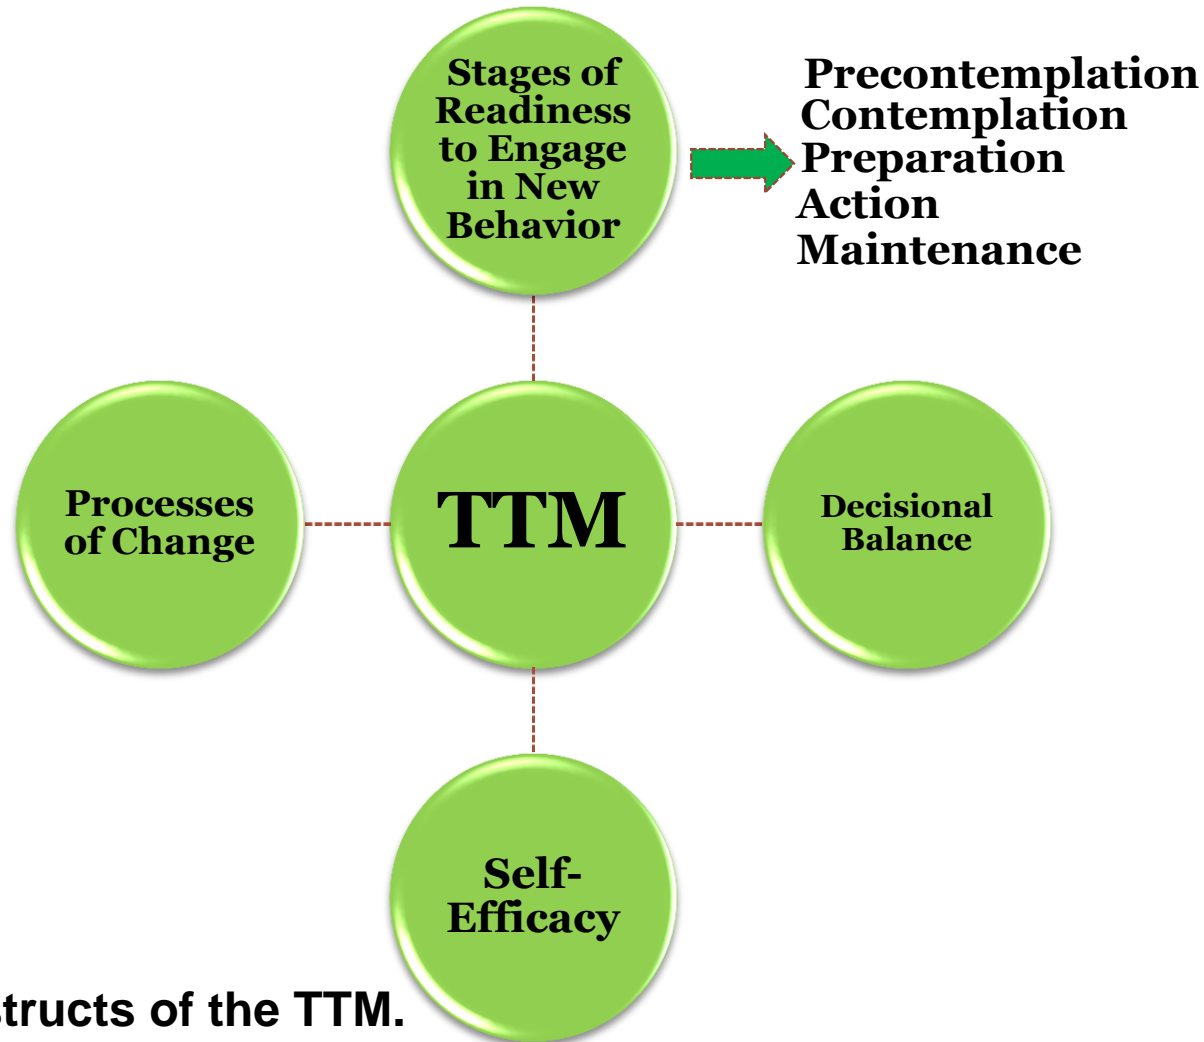 Stages of
Readiness
to Engage
in New
Behavior
Precontemplation
Contemplation
Preparation
Action
Maintenance
Processes
of Change
TTM
Decisional
Balance
Self-
Efficacy
structs of the TTM.